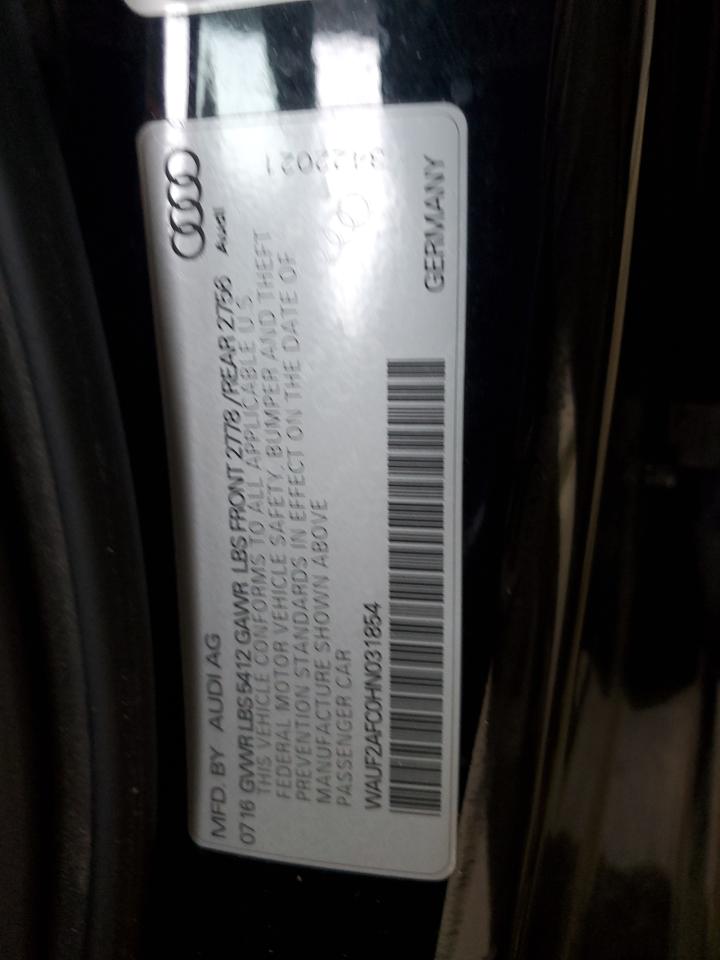 MFD. BY AUDI AG
0716 GVWR LBS 5412 GAWR LBS FRONT 2778 / REAR 2756
THIS VEHICLE CONFORMS TO ALL APPLICABLE U.S.
FEDERAL MOTOR VEHICLE SAFETY, BUMPER AND THEFT
PREVENTION STANDARDS IN EFFECT ON THE DATE OF
MANUFACTURE SHOWN ABOVE
PASSENGER CAR
WAUF2AFC0HN031854
Audi
GERMANY